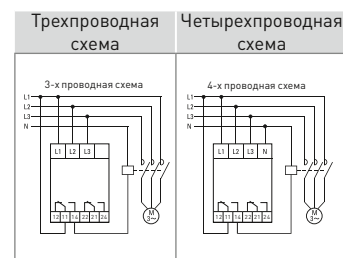 Трехпроводная
схема
Четырехпроводная
схема
3-х проводная схема
L1
L2
L3
N
L1 L2 L3
12 11 14 22 21 24
M
3~
4-х проводная схема
L1
L2
L3
N
L1 L2 L3 N
12 11 14 22 21 24
M
3~